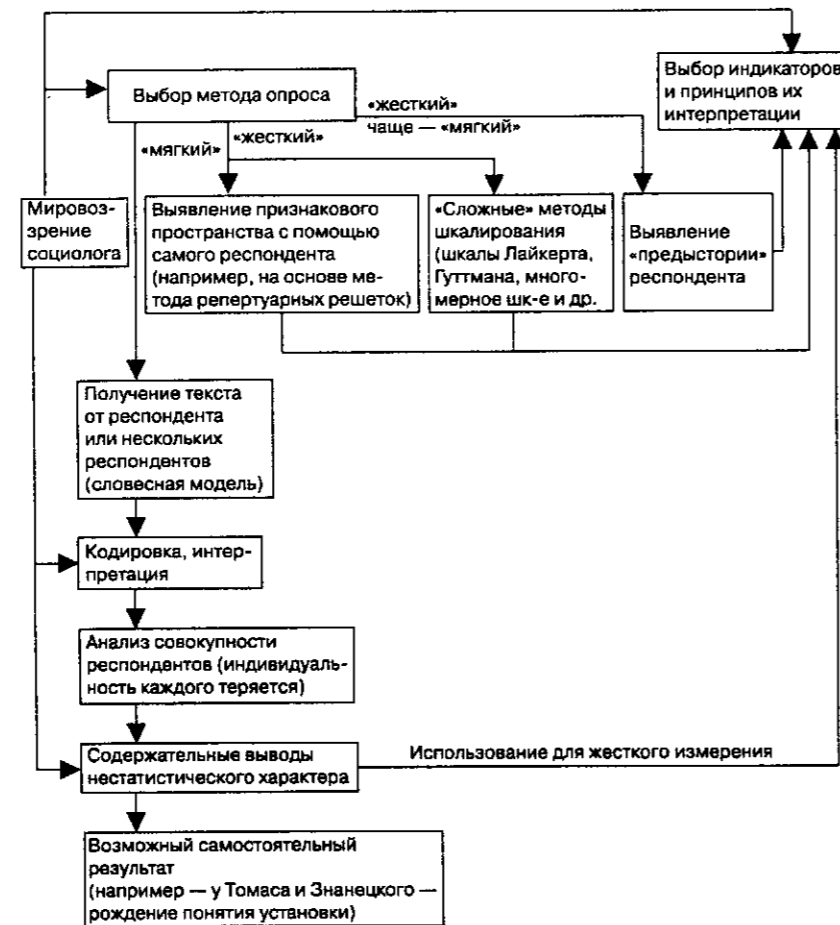 Выбор индикаторов
и принципов их
интерпретации
Выбор метода опроса
«жесткий»
чаще — «мягкий»
«мягкий»
«жесткий»
Мировоз-
зрение
социолога
Выявление признакового
пространства с помощью
самого респондента
(например, на основе ме-
тода репертуарных решеток)
«Сложные» методы
шкалирования
(шкалы Лайкерта,
Гуттмана, много-
мерное шк-е и др.
Выявление
«предыстории»
респондента
Получение текста
от респондента
или нескольких
респондентов
(словесная модель)
Кодировка, интер-
претация
Анализ совокупности
респондентов (индивидуаль-
ность каждого теряется)
Содержательные выводы
нестатистического характера
Использование для жесткого измерения
Возможный самостоятельный
результат
(например — у Томаса и Знанецкого —
рождение понятия установки)